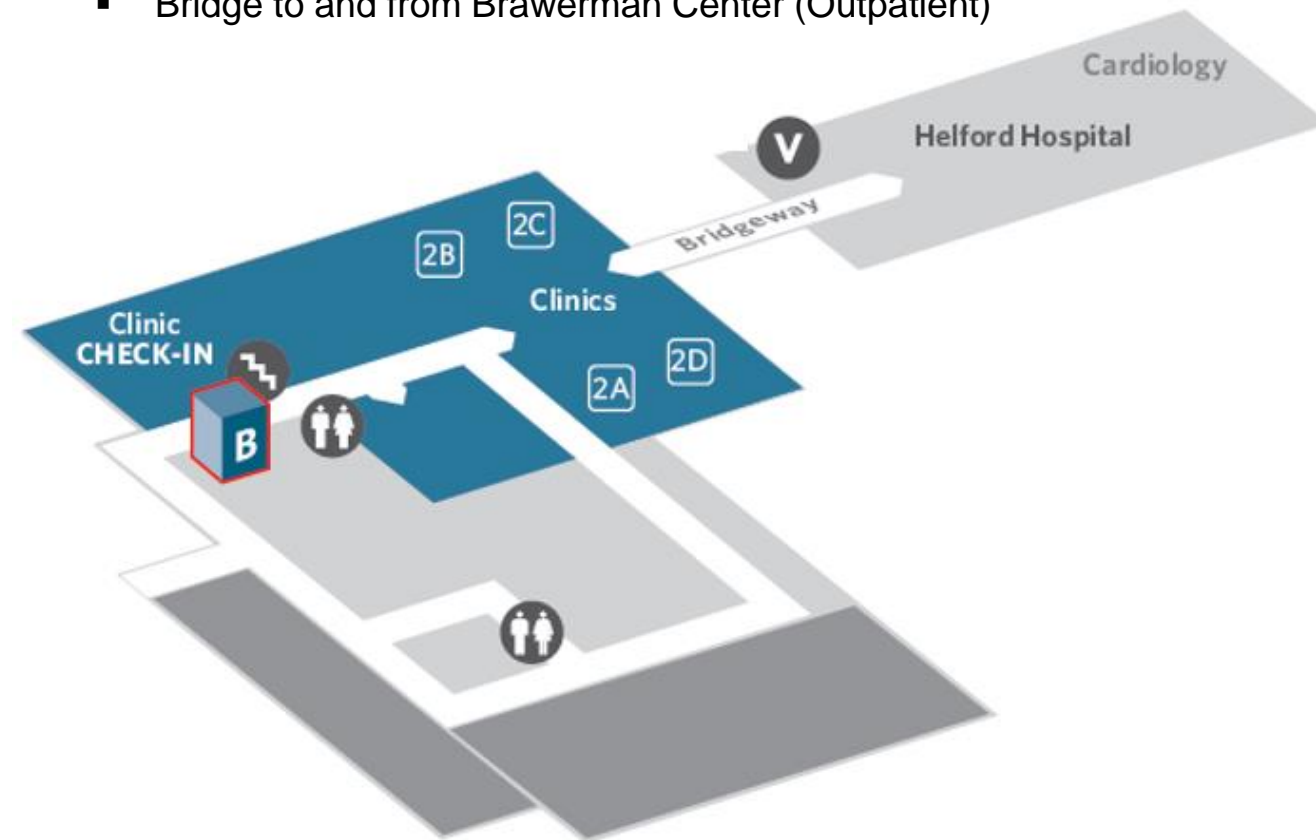 ▪ Bridge to and from Brawerman Center (Outpatient)
Cardiology
Helford Hospital
V
Bridgeway
2C
2B
Clinics
Clinic
CHECK-IN
2D
2A
B